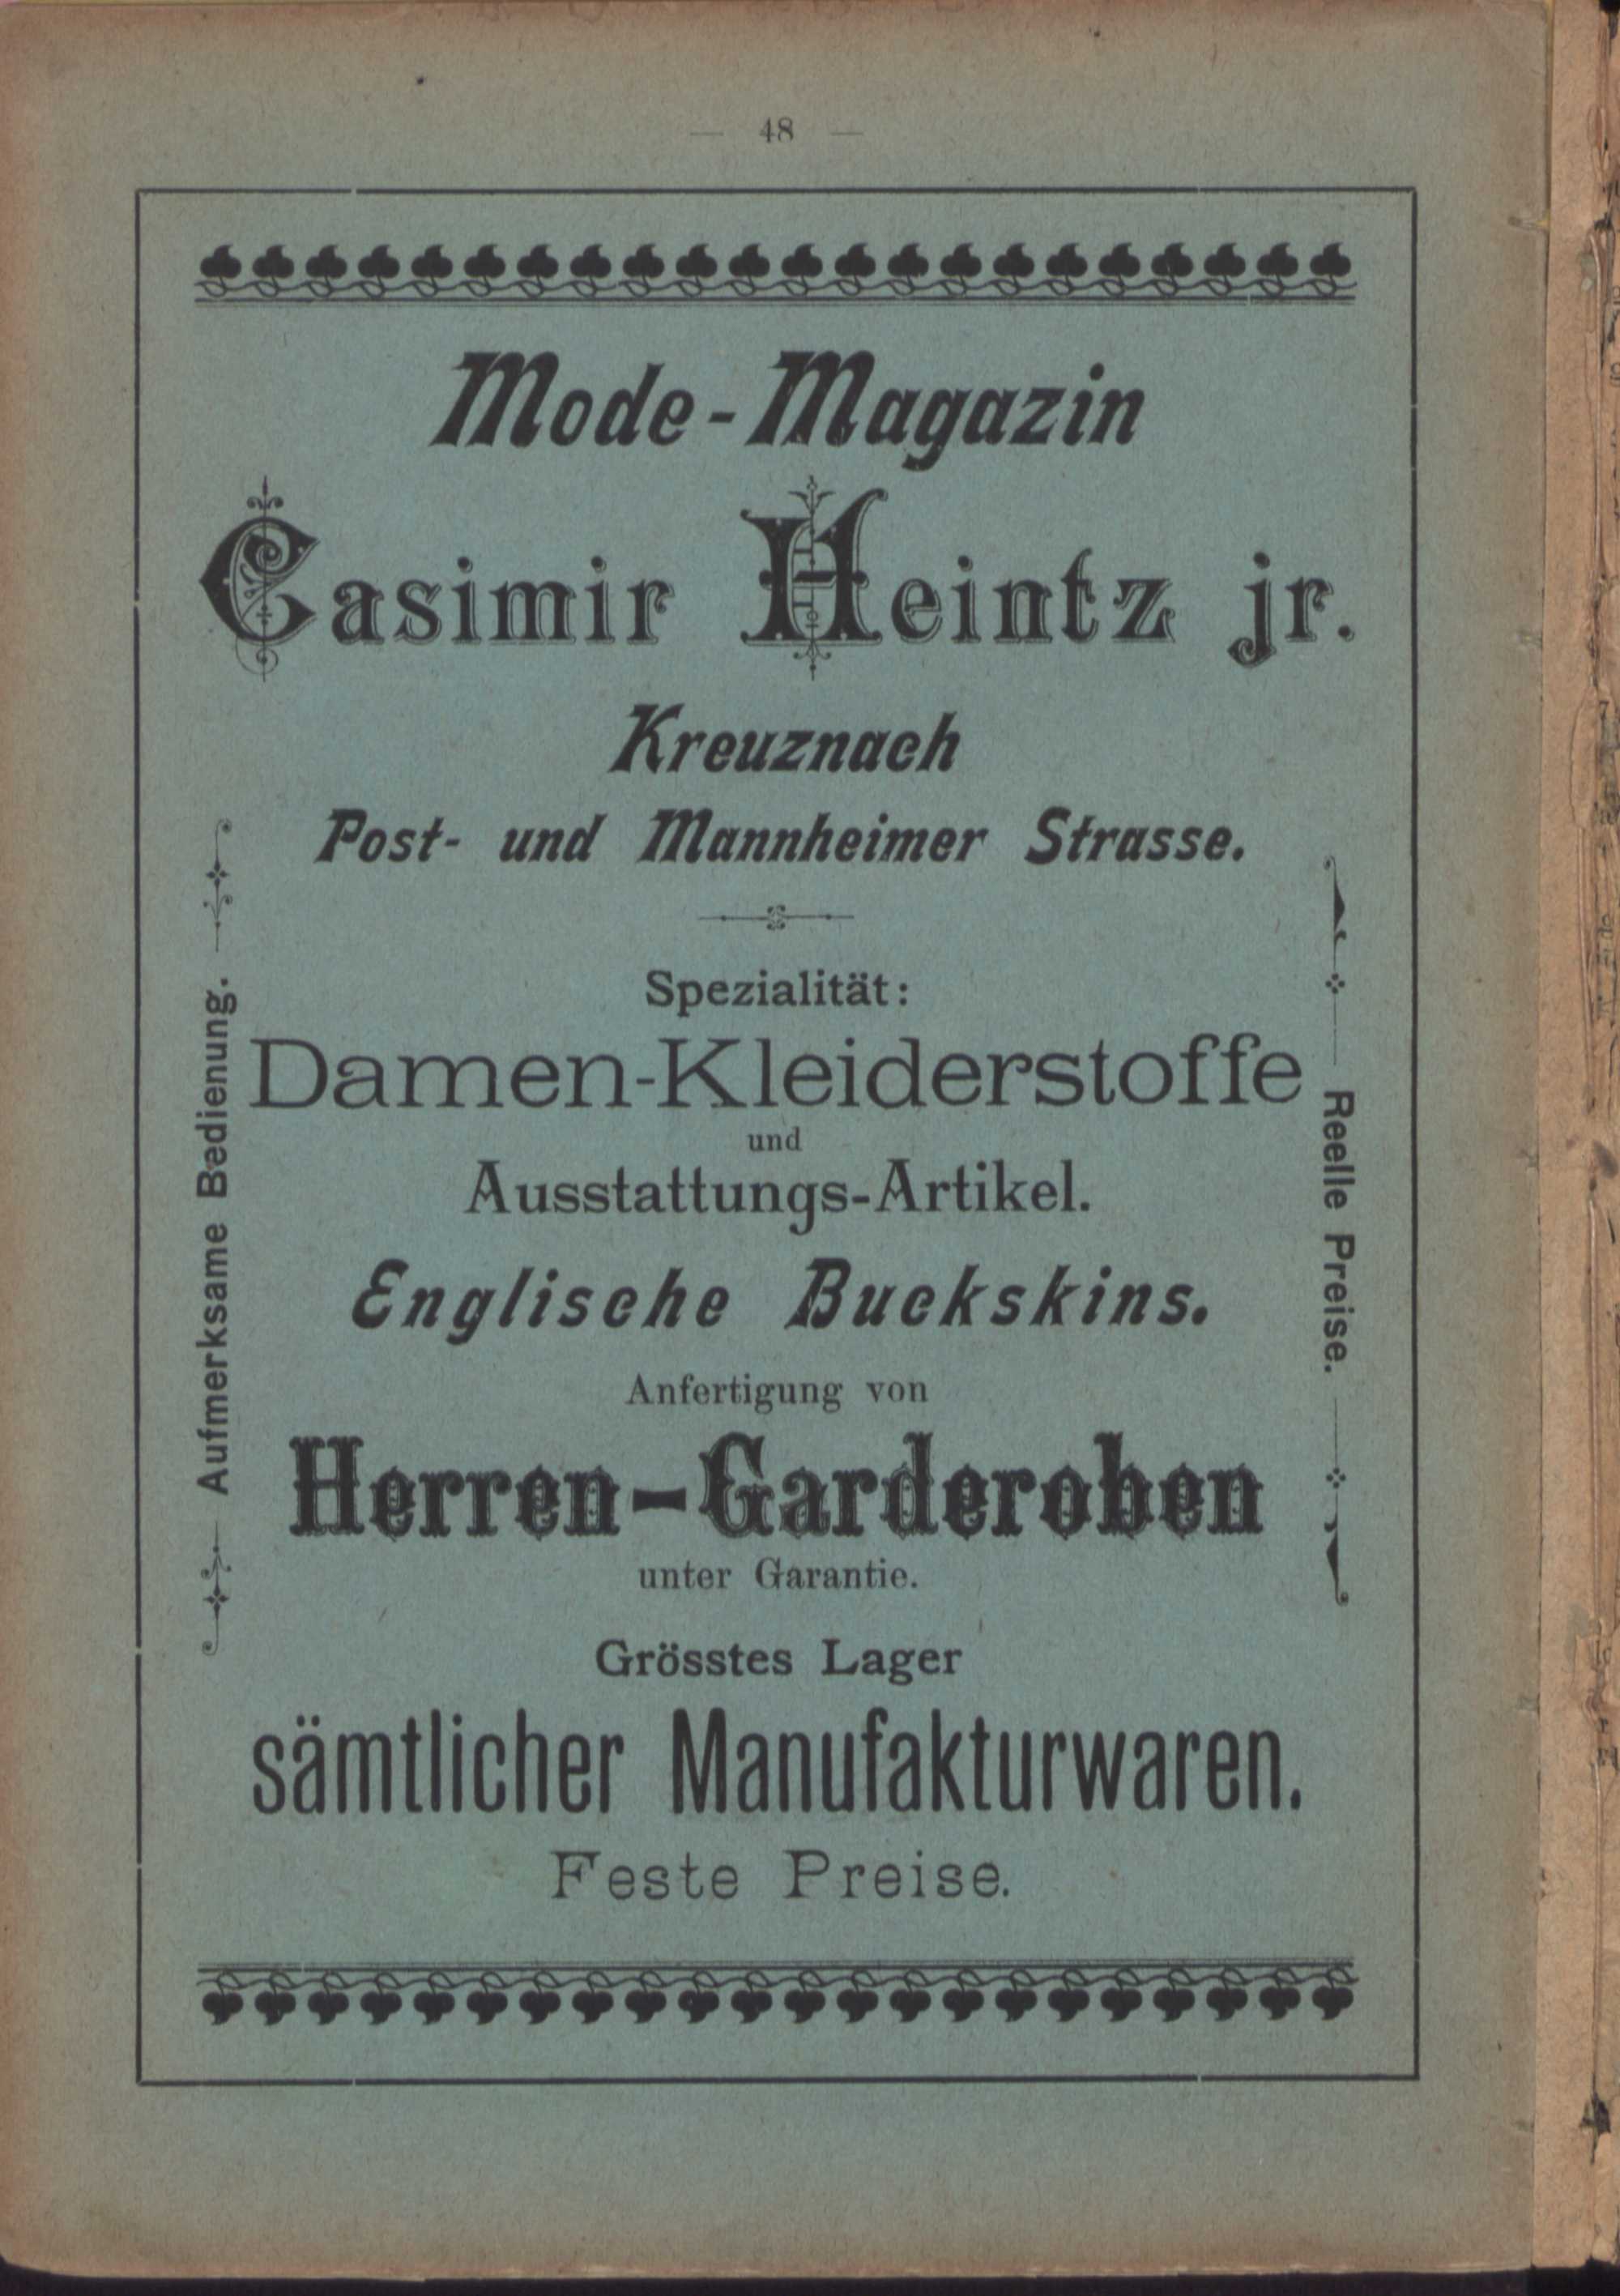 — 48 —
Mode-Magazin
Casimir Heintz jr.
Kreuznach
Post- und Mannheimer Strasse.
Aufmerksame Bedienung.
Spezialität:
Damen-Kleiderstoffe
und
Ausstattungs-Artikel.
Englische Buckskins.
Anfertigung von
Herren-Garderoben
unter Garantie.
Reelle Preise.
Grösstes Lager
sämtlicher Manufakturwaren.
Feste Preise.